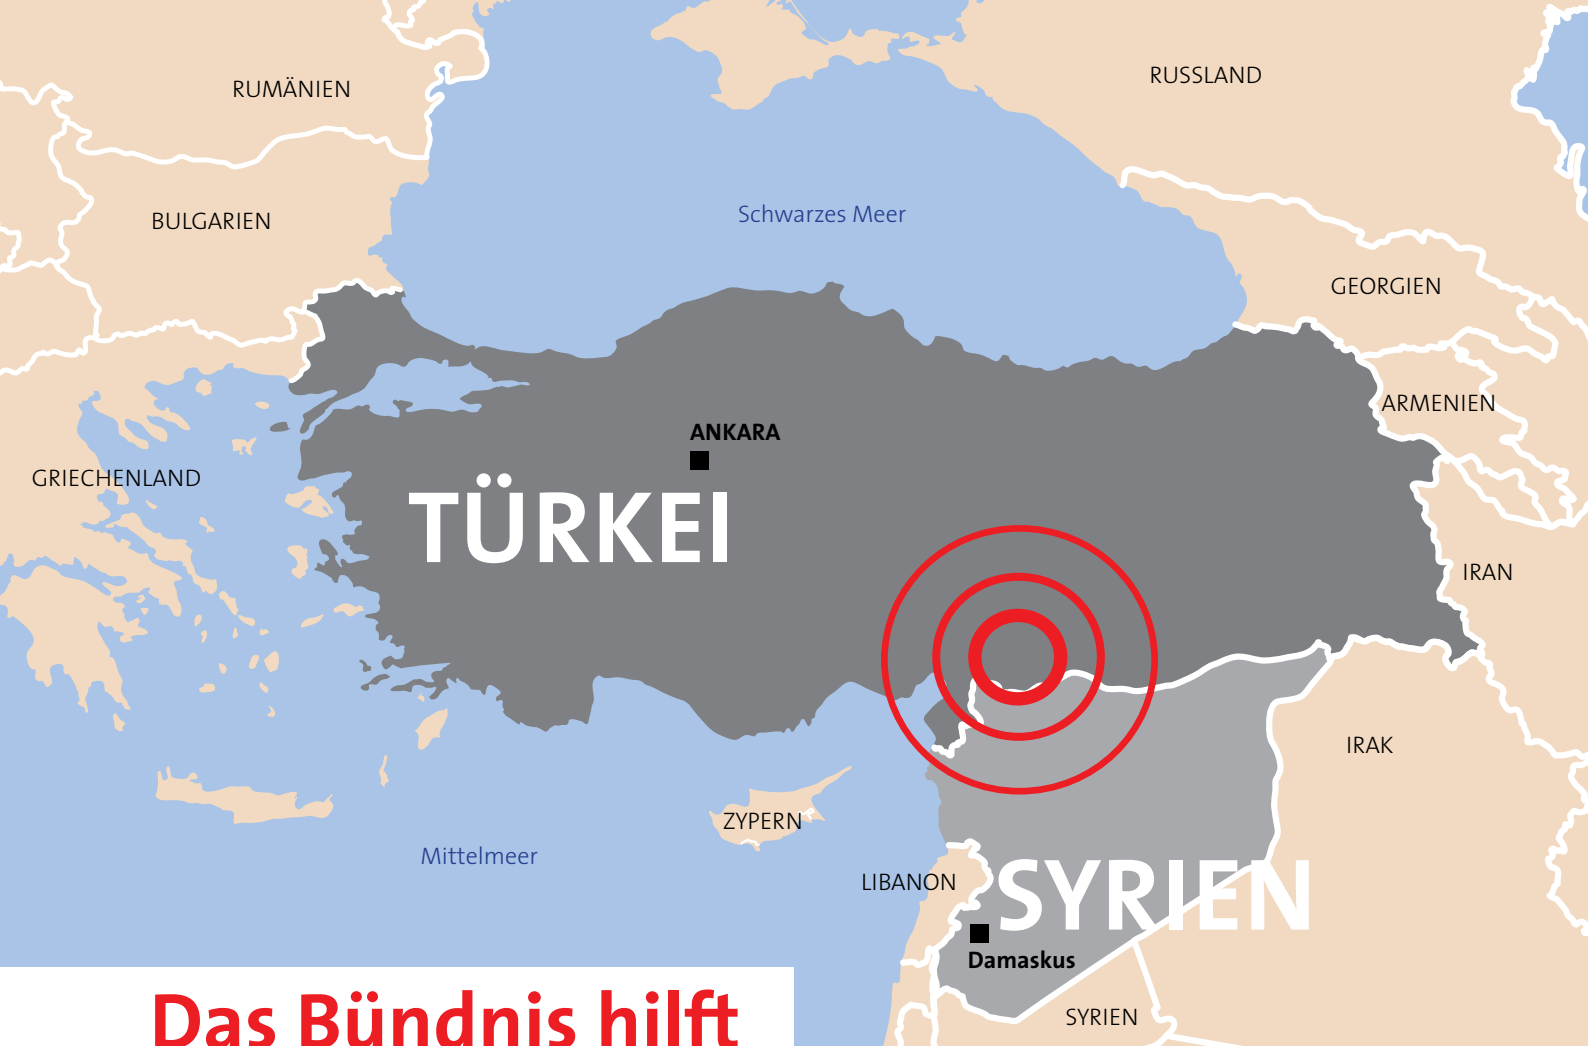 RUSSLAND
RUMÄNIEN
Schwarzes Meer
BULGARIEN
GEORGIEN
ARMENIEN
ANKARA
GRIECHENLAND
TÜRKEI
IRAN
IRAK
ZYPERN
Mittelmeer
LIBANON
SYRIEN
Damaskus
SYRIEN
Das Bündnis hilft